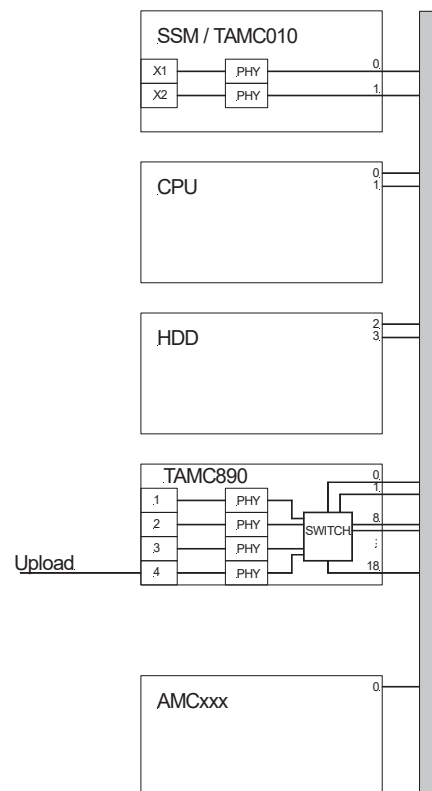 SSM / TAMC010
X1 PHY 0
X2 PHY 1
CPU
0
1
HDD
2
3
TAMC890
0
1
1 PHY
2 PHY SWITCH 8
3 PHY :
Upload 4 PHY 18
AMCxxx
0